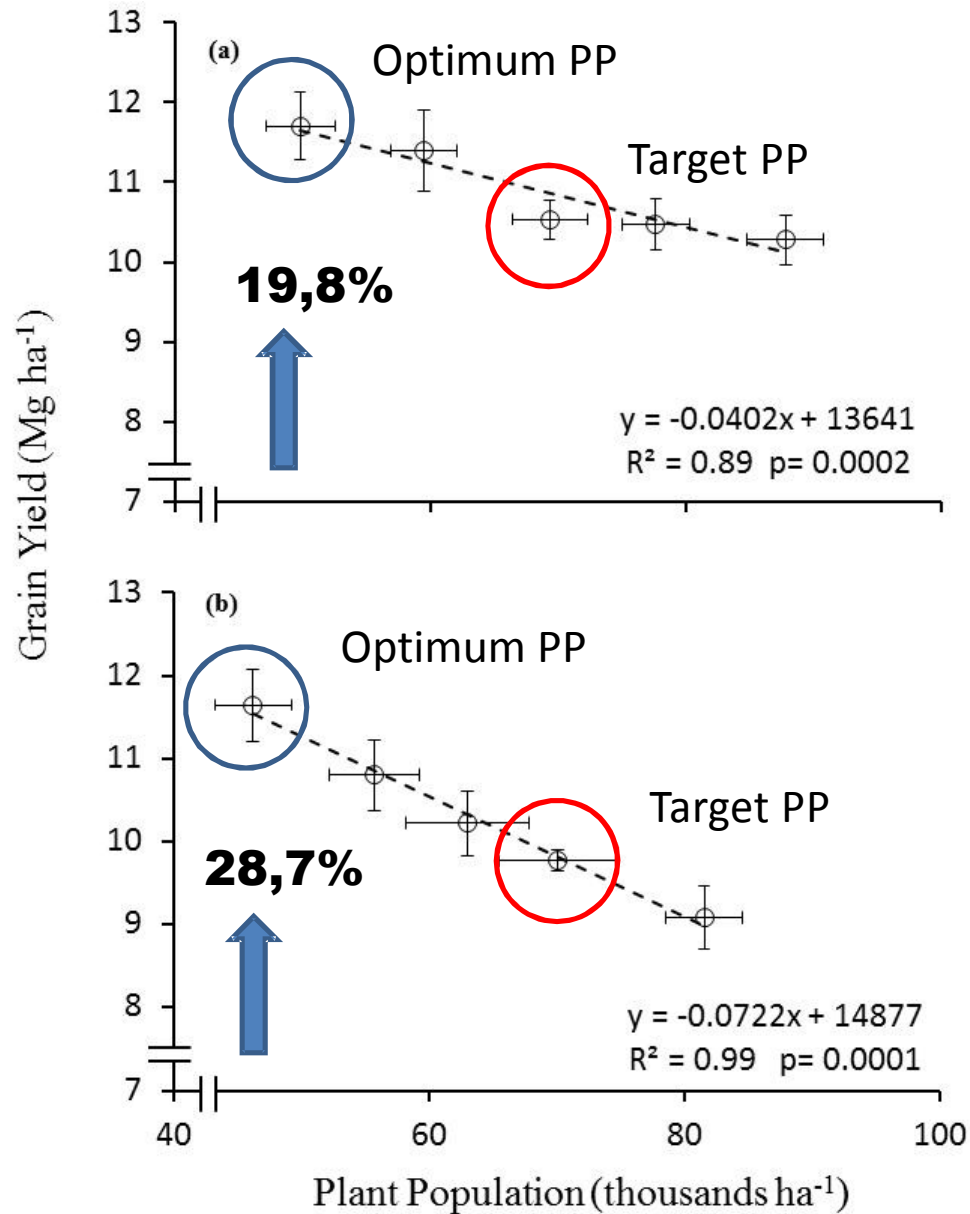 Grain Yield (Mg ha⁻¹)
13
12
11
10
9
8
7
(a)
Optimum PP
Target PP
19,8%
y = -0.0402x + 13641
R² = 0.89 p= 0.0002
13
12
11
10
9
8
7
(b)
Optimum PP
Target PP
28,7%
y = -0.0722x + 14877
R² = 0.99 p= 0.0001
40 60 80 100
Plant Population (thousands ha⁻¹)